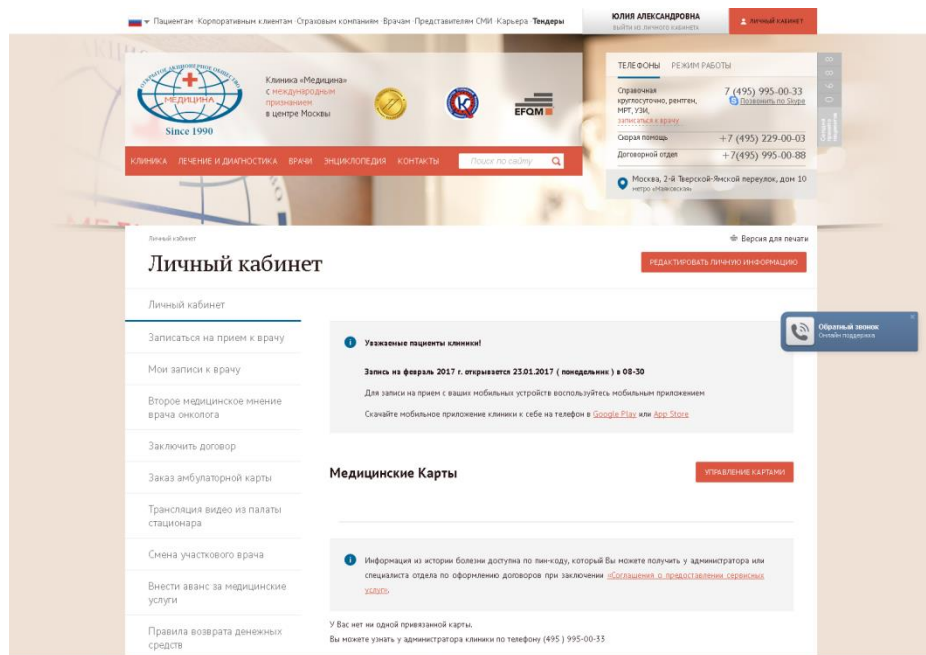 Пациентам Корпоративным клиентам Страховым компаниям Врачам Представителям СМИ Карьера Тендеры
ЮЛИЯ АЛЕКСАНДРОВНА
выйти из личного кабинета
ЛИЧНЫЙ КАБИНЕТ
ОТКРЫТОЕ АКЦИОНЕРНОЕ ОБЩЕСТВО
МЕДИЦИНА
Since 1990
Клиника «Медицина»
с международным
признанием
в центре Москвы
EFQM
ТЕЛЕФОНЫ РЕЖИМ РАБОТЫ
Справочная
круглосуточно, рентген,
МРТ, УЗИ,
записаться к врачу
7 (495) 995-00-33
Позвонить по Skype
Скорая помощь +7 (495) 229-00-03
Договорной отдел +7(495) 995-00-88
Москва, 2-й Тверской-Ямской переулок, дом 10
метро «Маяковская»
КЛИНИКА ЛЕЧЕНИЕ И ДИАГНОСТИКА ВРАЧИ ЭНЦИКЛОПЕДИЯ КОНТАКТЫ Поиск по сайту
Личный кабинет
Версия для печати
Личный кабинет
РЕДАКТИРОВАТЬ ЛИЧНУЮ ИНФОРМАЦИЮ
Личный кабинет
Записаться на прием к врачу
Мои записи к врачу
Второе медицинское мнение
врача онколога
Заключить договор
Заказ амбулаторной карты
Трансляция видео из палаты
стационара
Смена участкового врача
Внести аванс за медицинские
услуги
Правила возврата денежных
средств
Уважаемые пациенты клиники!
Запись на февраль 2017 г. открывается 23.01.2017 ( понедельник ) в 08-30
Для записи на прием с ваших мобильных устройств воспользуйтесь мобильным приложением
Скачайте мобильное приложение клиники к себе на телефон в Google Play или App Store
Обратный звонок
Онлайн поддержка
Медицинские Карты
УПРАВЛЕНИЕ КАРТАМИ
Информация из истории болезни доступна по пин-коду, который Вы можете получить у администратора или
специалиста отдела по оформлению договоров при заключении «Соглашения о предоставлении сервисных
услуг».
У Вас нет ни одной привязанной карты.
Вы можете узнать у администратора клиники по телефону (495 ) 995-00-33